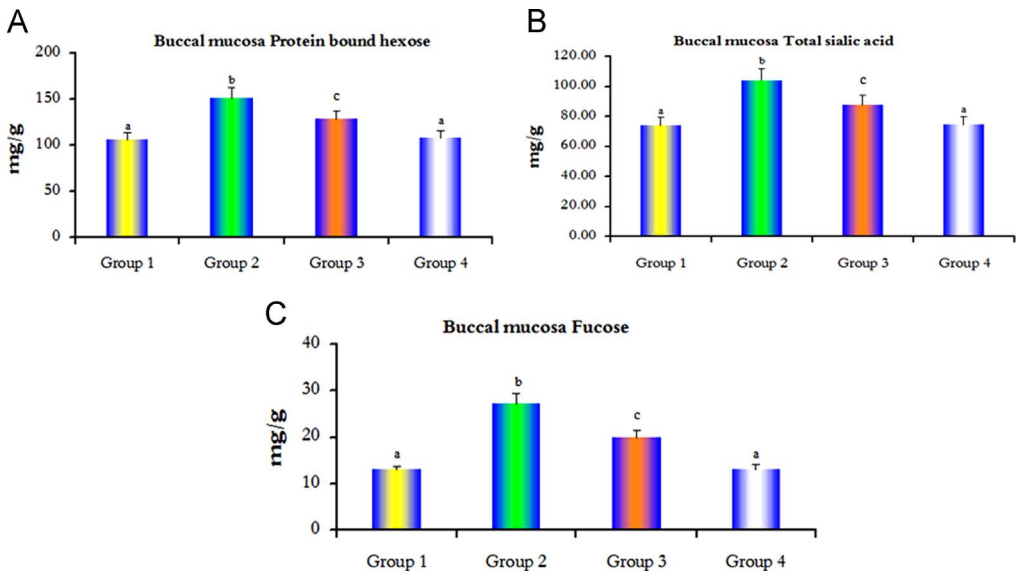 A
Buccal mucosa Protein bound hexose
200
150
100
50
0
mg/g
a
b
c
a
Group 1 Group 2 Group 3 Group 4
B
Buccal mucosa Total sialic acid
120.00
100.00
80.00
60.00
40.00
20.00
0.00
mg/g
a
b
c
a
Group 1 Group 2 Group 3 Group 4
C
Buccal mucosa Fucose
40
30
20
10
0
mg/g
a
b
c
a
Group 1 Group 2 Group 3 Group 4